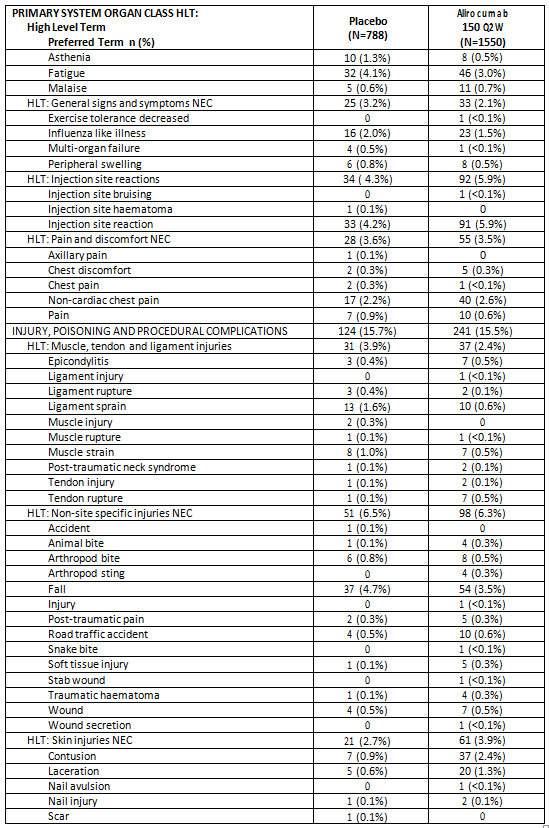 PRIMARY SYSTEM ORGAN CLASS HLT: Placebo Alirocumab
High Level Term (N=788) 150 Q2W
Preferred Term n (%) (N=1550)
Asthenia 10 (1.3%) 8 (0.5%)
Fatigue 32 (4.1%) 46 (3.0%)
Malaise 5 (0.6%) 11 (0.7%)
HLT: General signs and symptoms NEC 25 (3.2%) 33 (2.1%)
Exercise tolerance decreased 0 1 (<0.1%)
Influenza like illness 16 (2.0%) 23 (1.5%)
Multi-organ failure 4 (0.5%) 1 (<0.1%)
Peripheral swelling 6 (0.8%) 8 (0.5%)
HLT: Injection site reactions 34 ( 4.3%) 92 (5.9%)
Injection site bruising 0 1 (<0.1%)
Injection site haematoma 1 (0.1%) 0
Injection site reaction 33 (4.2%) 91 (5.9%)
HLT: Pain and discomfort NEC 28 (3.6%) 55 (3.5%)
Axillary pain 1 (0.1%) 0
Chest discomfort 2 (0.3%) 5 (0.3%)
Chest pain 2 (0.3%) 1 (<0.1%)
Non-cardiac chest pain 17 (2.2%) 40 (2.6%)
Pain 7 (0.9%) 10 (0.6%)
INJURY, POISONING AND PROCEDURAL COMPLICATIONS 124 (15.7%) 241 (15.5%)
HLT: Muscle, tendon and ligament injuries 31 (3.9%) 37 (2.4%)
Epicondylitis 3 (0.4%) 7 (0.5%)
Ligament injury 0 1 (<0.1%)
Ligament rupture 3 (0.4%) 2 (0.1%)
Ligament sprain 13 (1.6%) 10 (0.6%)
Muscle injury 2 (0.3%) 0
Muscle rupture 1 (0.1%) 1 (<0.1%)
Muscle strain 8 (1.0%) 7 (0.5%)
Post-traumatic neck syndrome 1 (0.1%) 2 (0.1%)
Tendon injury 1 (0.1%) 2 (0.1%)
Tendon rupture 1 (0.1%) 7 (0.5%)
HLT: Non-site specific injuries NEC 51 (6.5%) 98 (6.3%)
Accident 1 (0.1%) 0
Animal bite 1 (0.1%) 4 (0.3%)
Arthropod bite 6 (0.8%) 8 (0.5%)
Arthropod sting 0 4 (0.3%)
Fall 37 (4.7%) 54 (3.5%)
Injury 0 1 (<0.1%)
Post-traumatic pain 2 (0.3%) 5 (0.3%)
Road traffic accident 4 (0.5%) 10 (0.6%)
Snake bite 0 1 (<0.1%)
Soft tissue injury 1 (0.1%) 5 (0.3%)
Stab wound 0 1 (<0.1%)
Traumatic haematoma 1 (0.1%) 4 (0.3%)
Wound 4 (0.5%) 7 (0.5%)
Wound secretion 0 1 (<0.1%)
HLT: Skin injuries NEC 21 (2.7%) 61 (3.9%)
Contusion 7 (0.9%) 37 (2.4%)
Laceration 5 (0.6%) 20 (1.3%)
Nail avulsion 0 1 (<0.1%)
Nail injury 1 (0.1%) 2 (0.1%)
Scar 1 (0.1%) 0